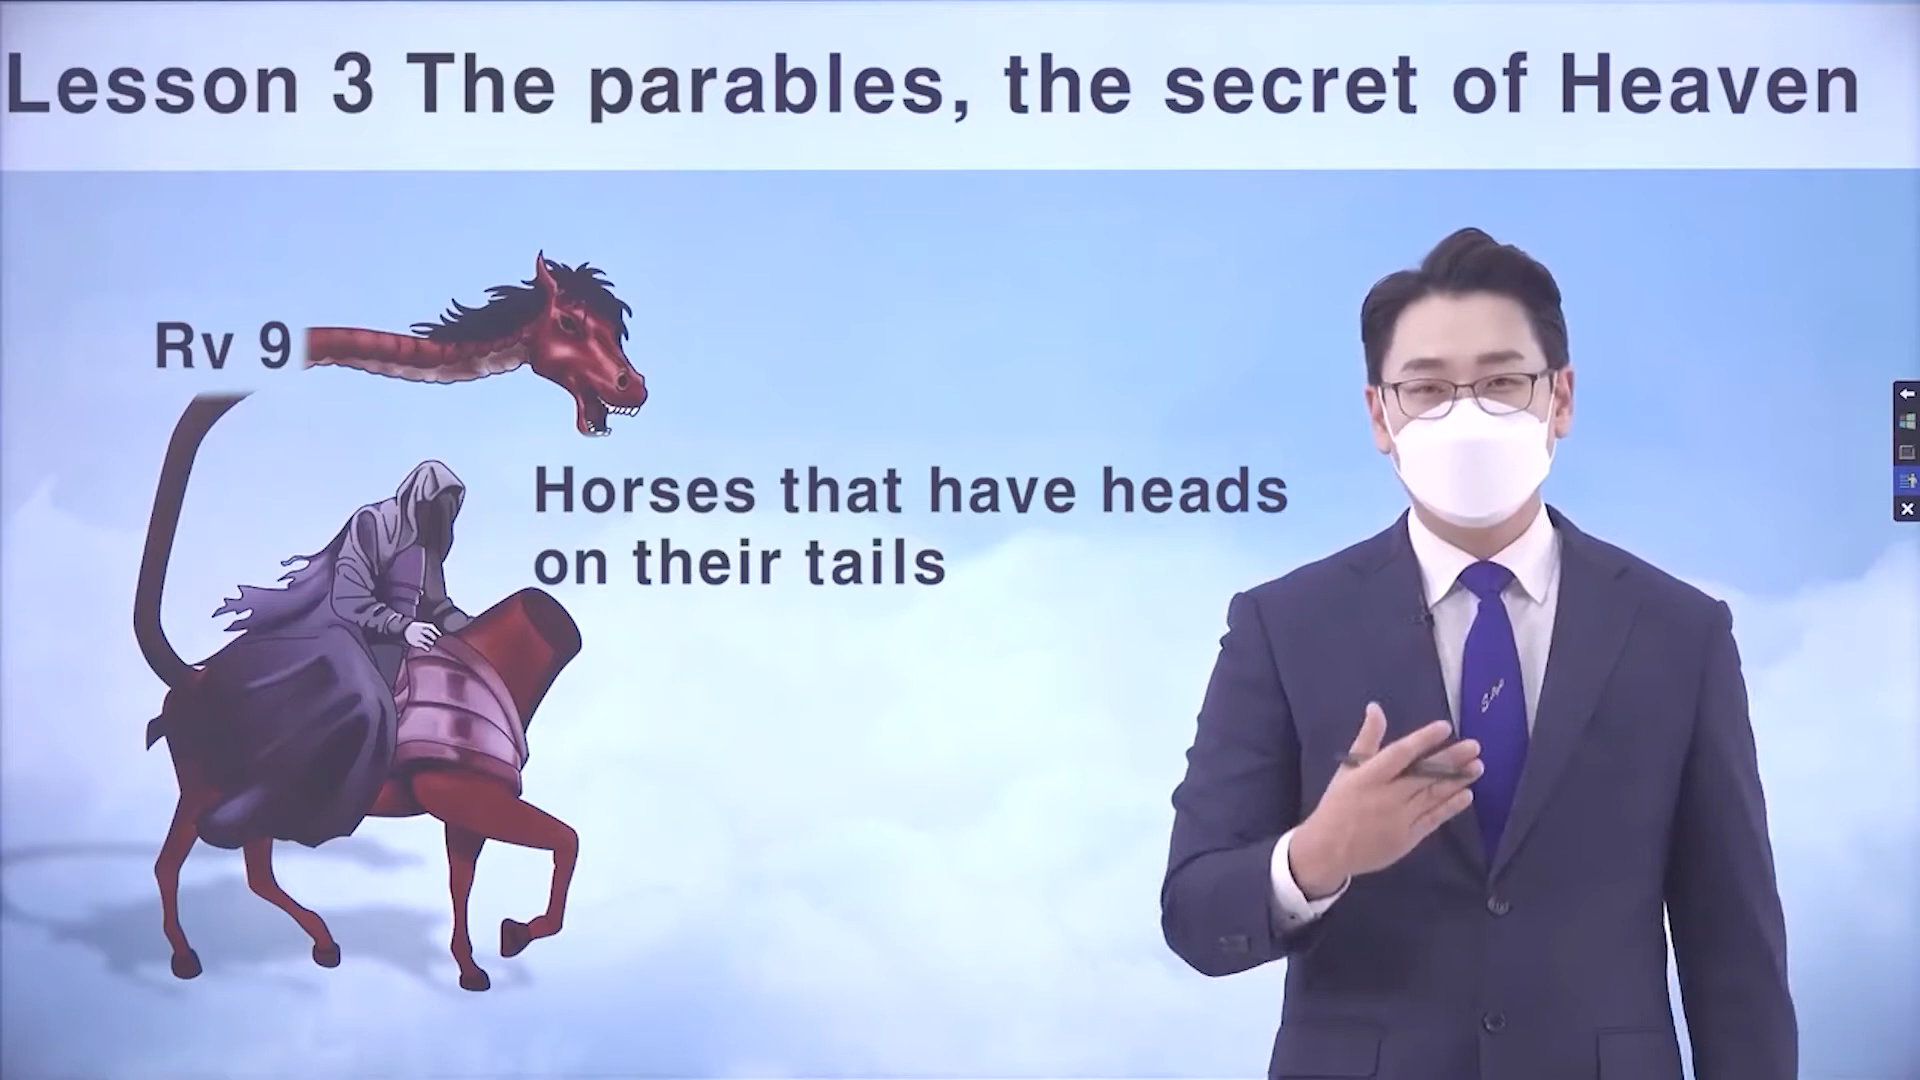 Lesson 3 The parables, the secret of Heaven
Rv 9
Horses that have heads
on their tails